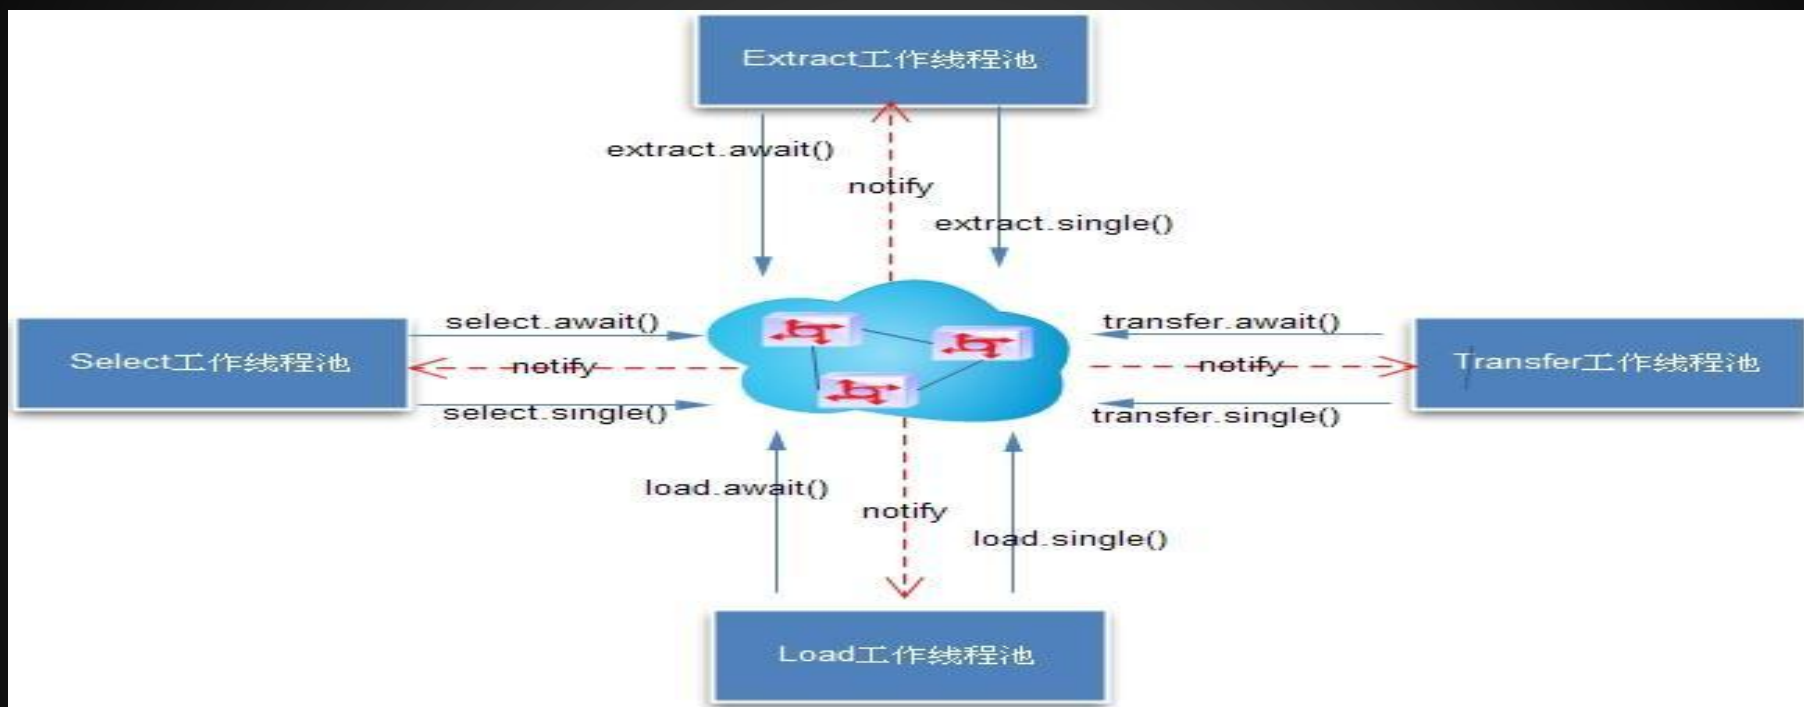 Extract工作线程池
extract.await()
notify
extract.single()
select.await()
transfer.await()
Select工作线程池
notify
notify
Transfer工作线程池
select.single()
transfer.single()
load.await()
notify
load.single()
Load工作线程池